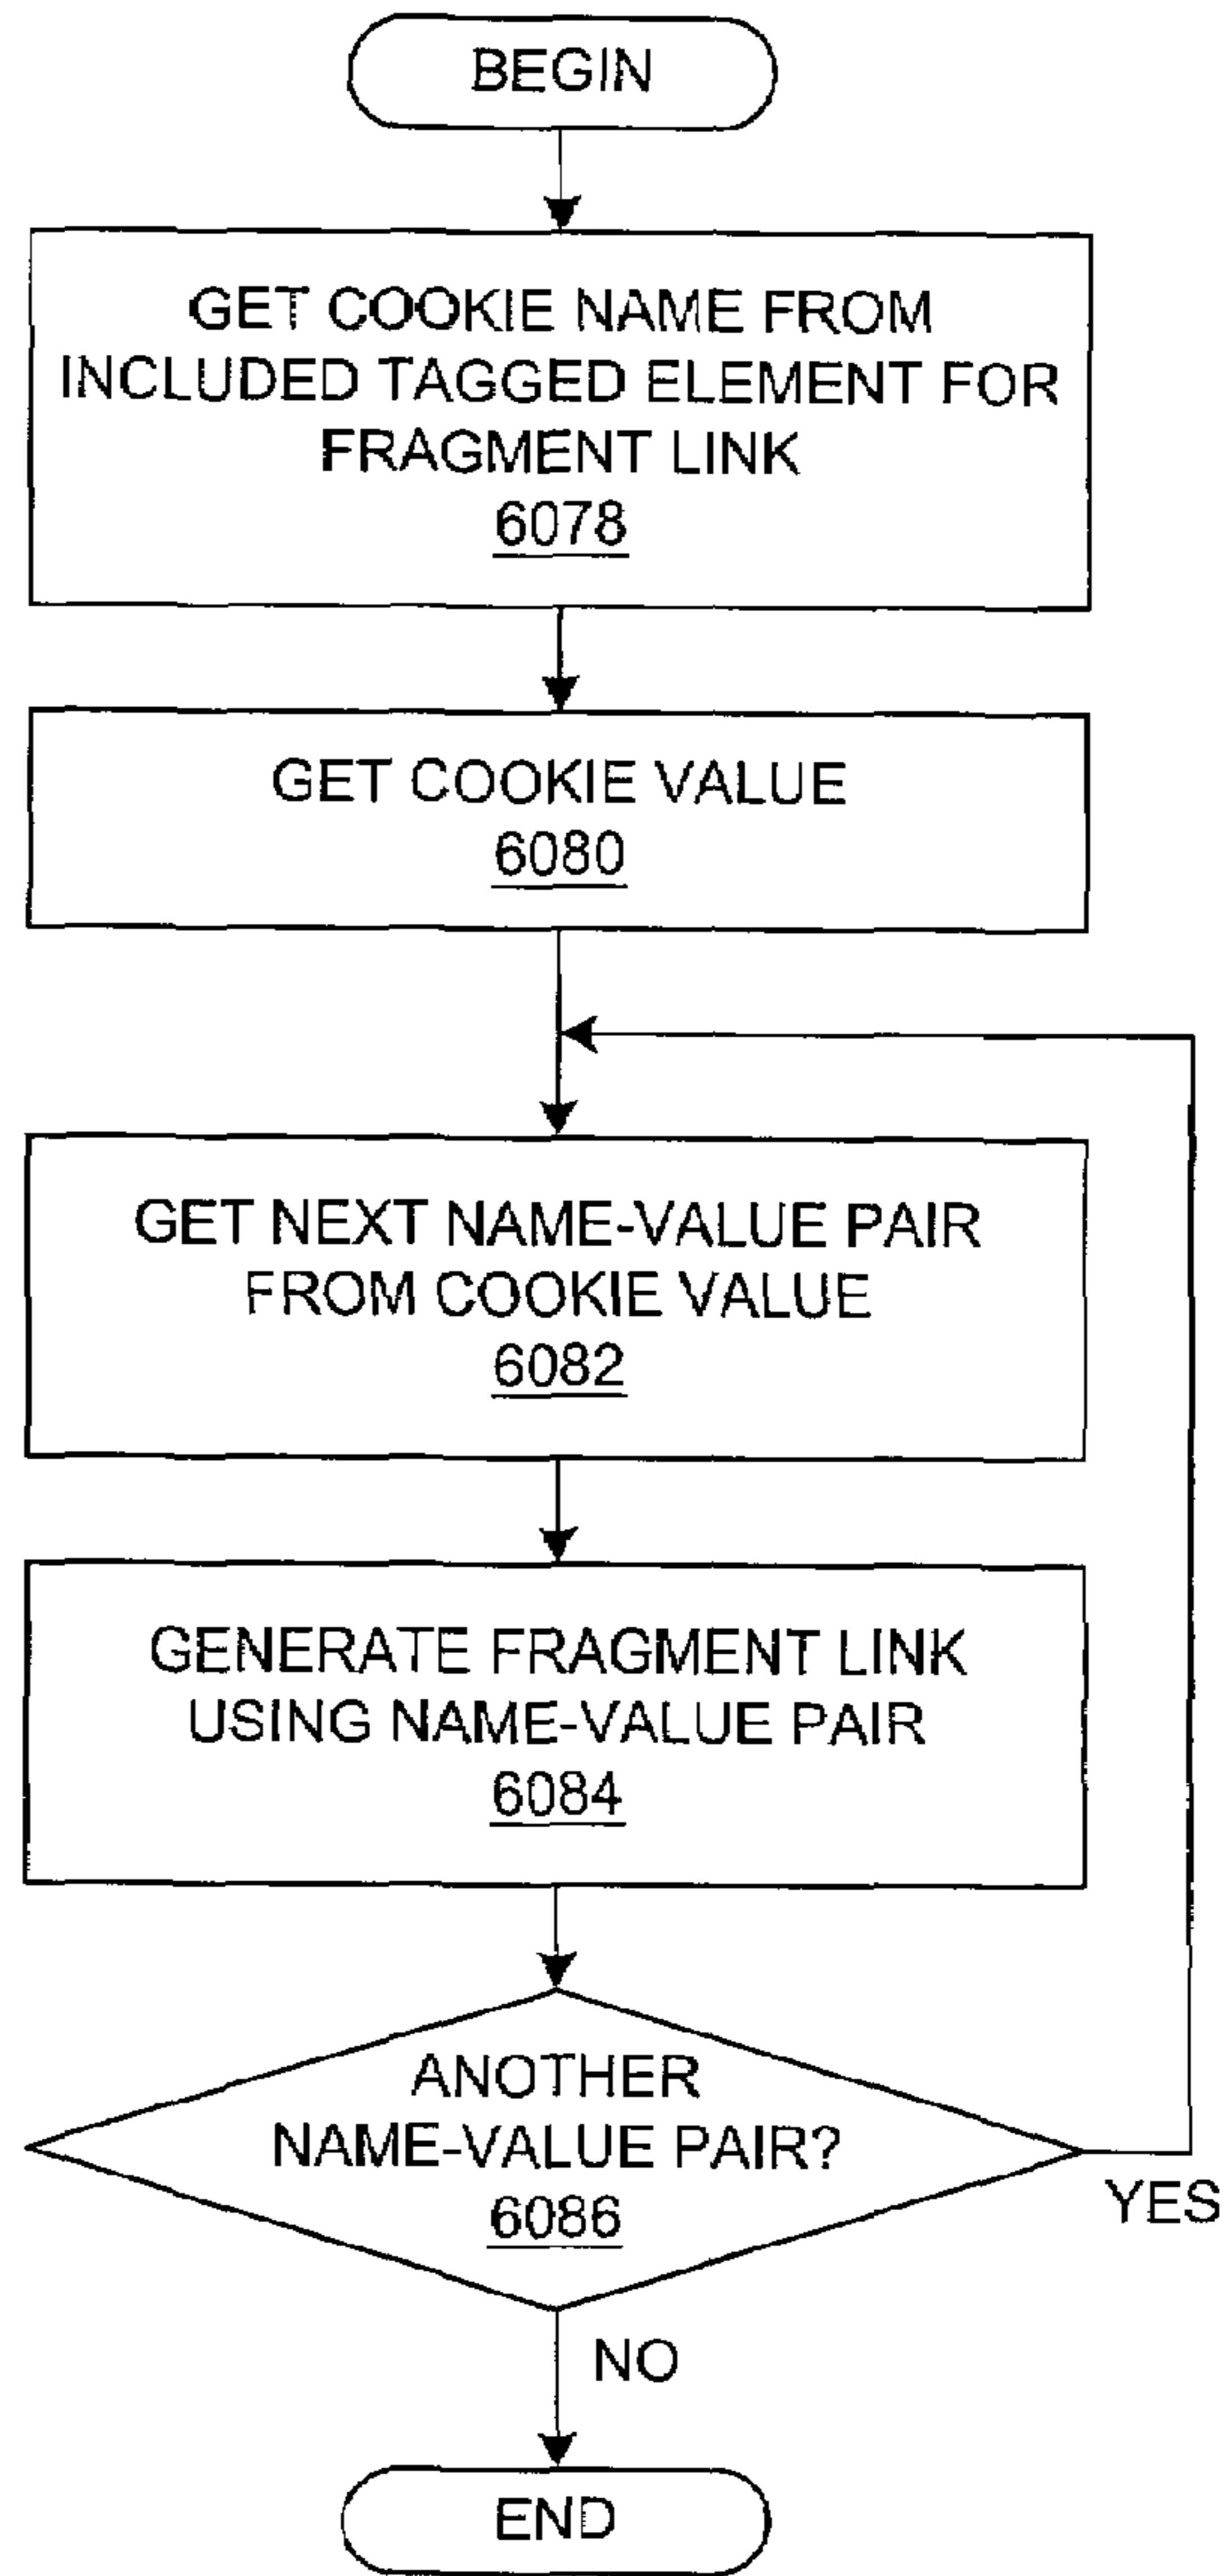 BEGIN
GET COOKIE NAME FROM
INCLUDED TAGGED ELEMENT FOR
FRAGMENT LINK
6078
GET COOKIE VALUE
6080
GET NEXT NAME-VALUE PAIR
FROM COOKIE VALUE
6082
GENERATE FRAGMENT LINK
USING NAME-VALUE PAIR
6084
ANOTHER
NAME-VALUE PAIR?
6086
YES
NO
END